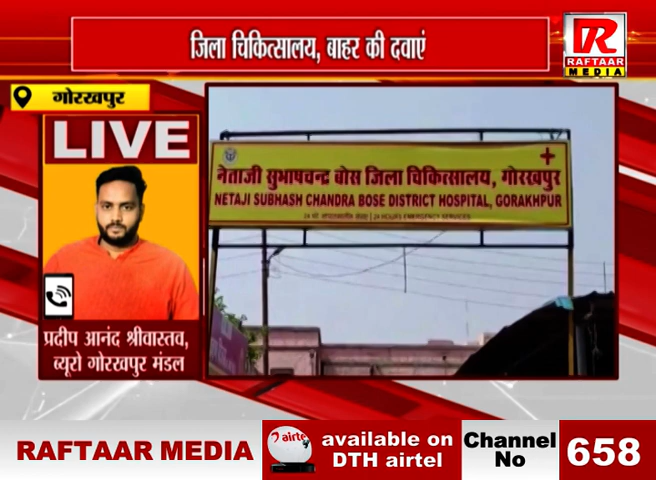 जिला चिकित्सालय, बाहर की दवाएं
R
RAFTAAR
MEDIA
गोरखपुर
LIVE
नेताजी सुभाषचन्द्र बोस जिला चिकित्सालय, गोरखपुर
NETAJI SUBHASH CHANDRA BOSE DISTRICT HOSPITAL, GORAKHPUR
24 HOURS EMERGENCY SERVICES
प्रदीप आनंद श्रीवास्तव,
ब्यूरो गोरखपुर मंडल
RAFTAAR MEDIA
airtel
available on
DTH airtel
Channel
No
658